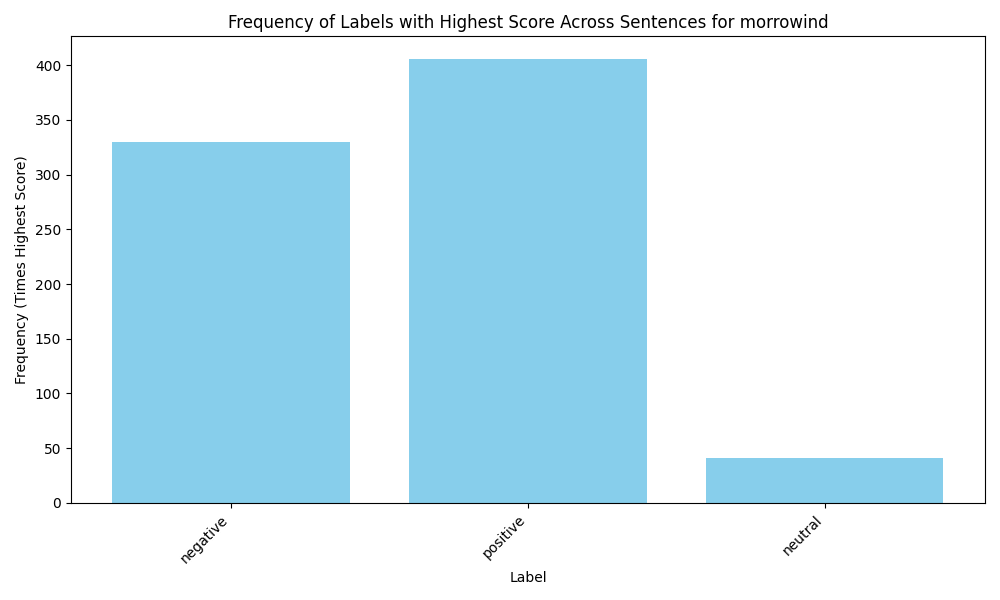 Frequency of Labels with Highest Score Across Sentences for morrowind
Frequency (Times Highest Score)
400
350
300
250
200
150
100
50
0
negative
positive
neutral
Label